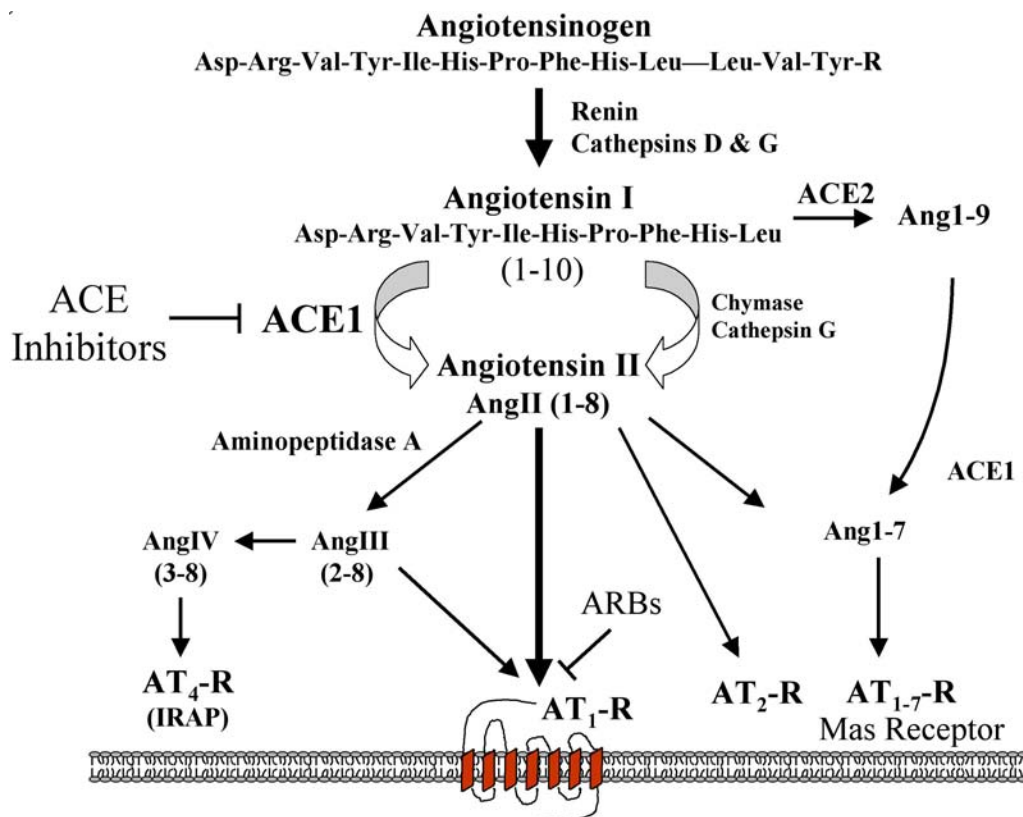 Angiotensinogen
Asp-Arg-Val-Tyr-Ile-His-Pro-Phe-His-Leu—Leu-Val-Tyr-R
Renin
Cathepsins D & G
Angiotensin I
Asp-Arg-Val-Tyr-Ile-His-Pro-Phe-His-Leu
(1-10)
ACE2
Ang1-9
ACE
Inhibitors
ACE1
Chymase
Cathepsin G
Angiotensin II
AngII (1-8)
Aminopeptidase A
ACE1
AngIV
(3-8)
AngIII
(2-8)
Ang1-7
ARBs
AT₄-R
(IRAP)
AT₁-R
AT₂-R
AT₁₋₇-R
Mas Receptor